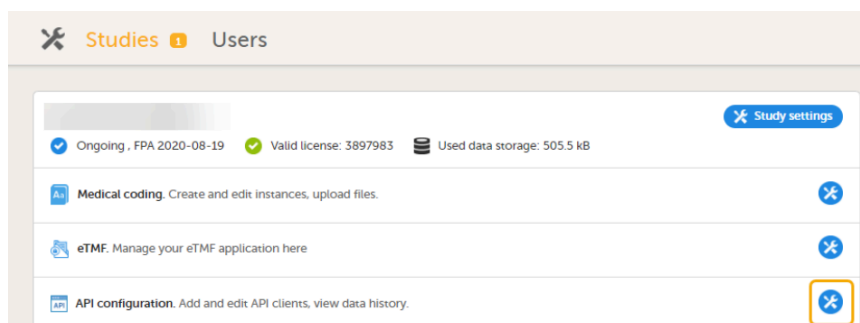 Studies 1 Users
Study settings
Ongoing , FPA 2020-08-19 Valid license: 3897983 Used data storage: 505.5 kB
Aa Medical coding. Create and edit instances, upload files.
eTMF. Manage your eTMF application here
API API configuration. Add and edit API clients, view data history.